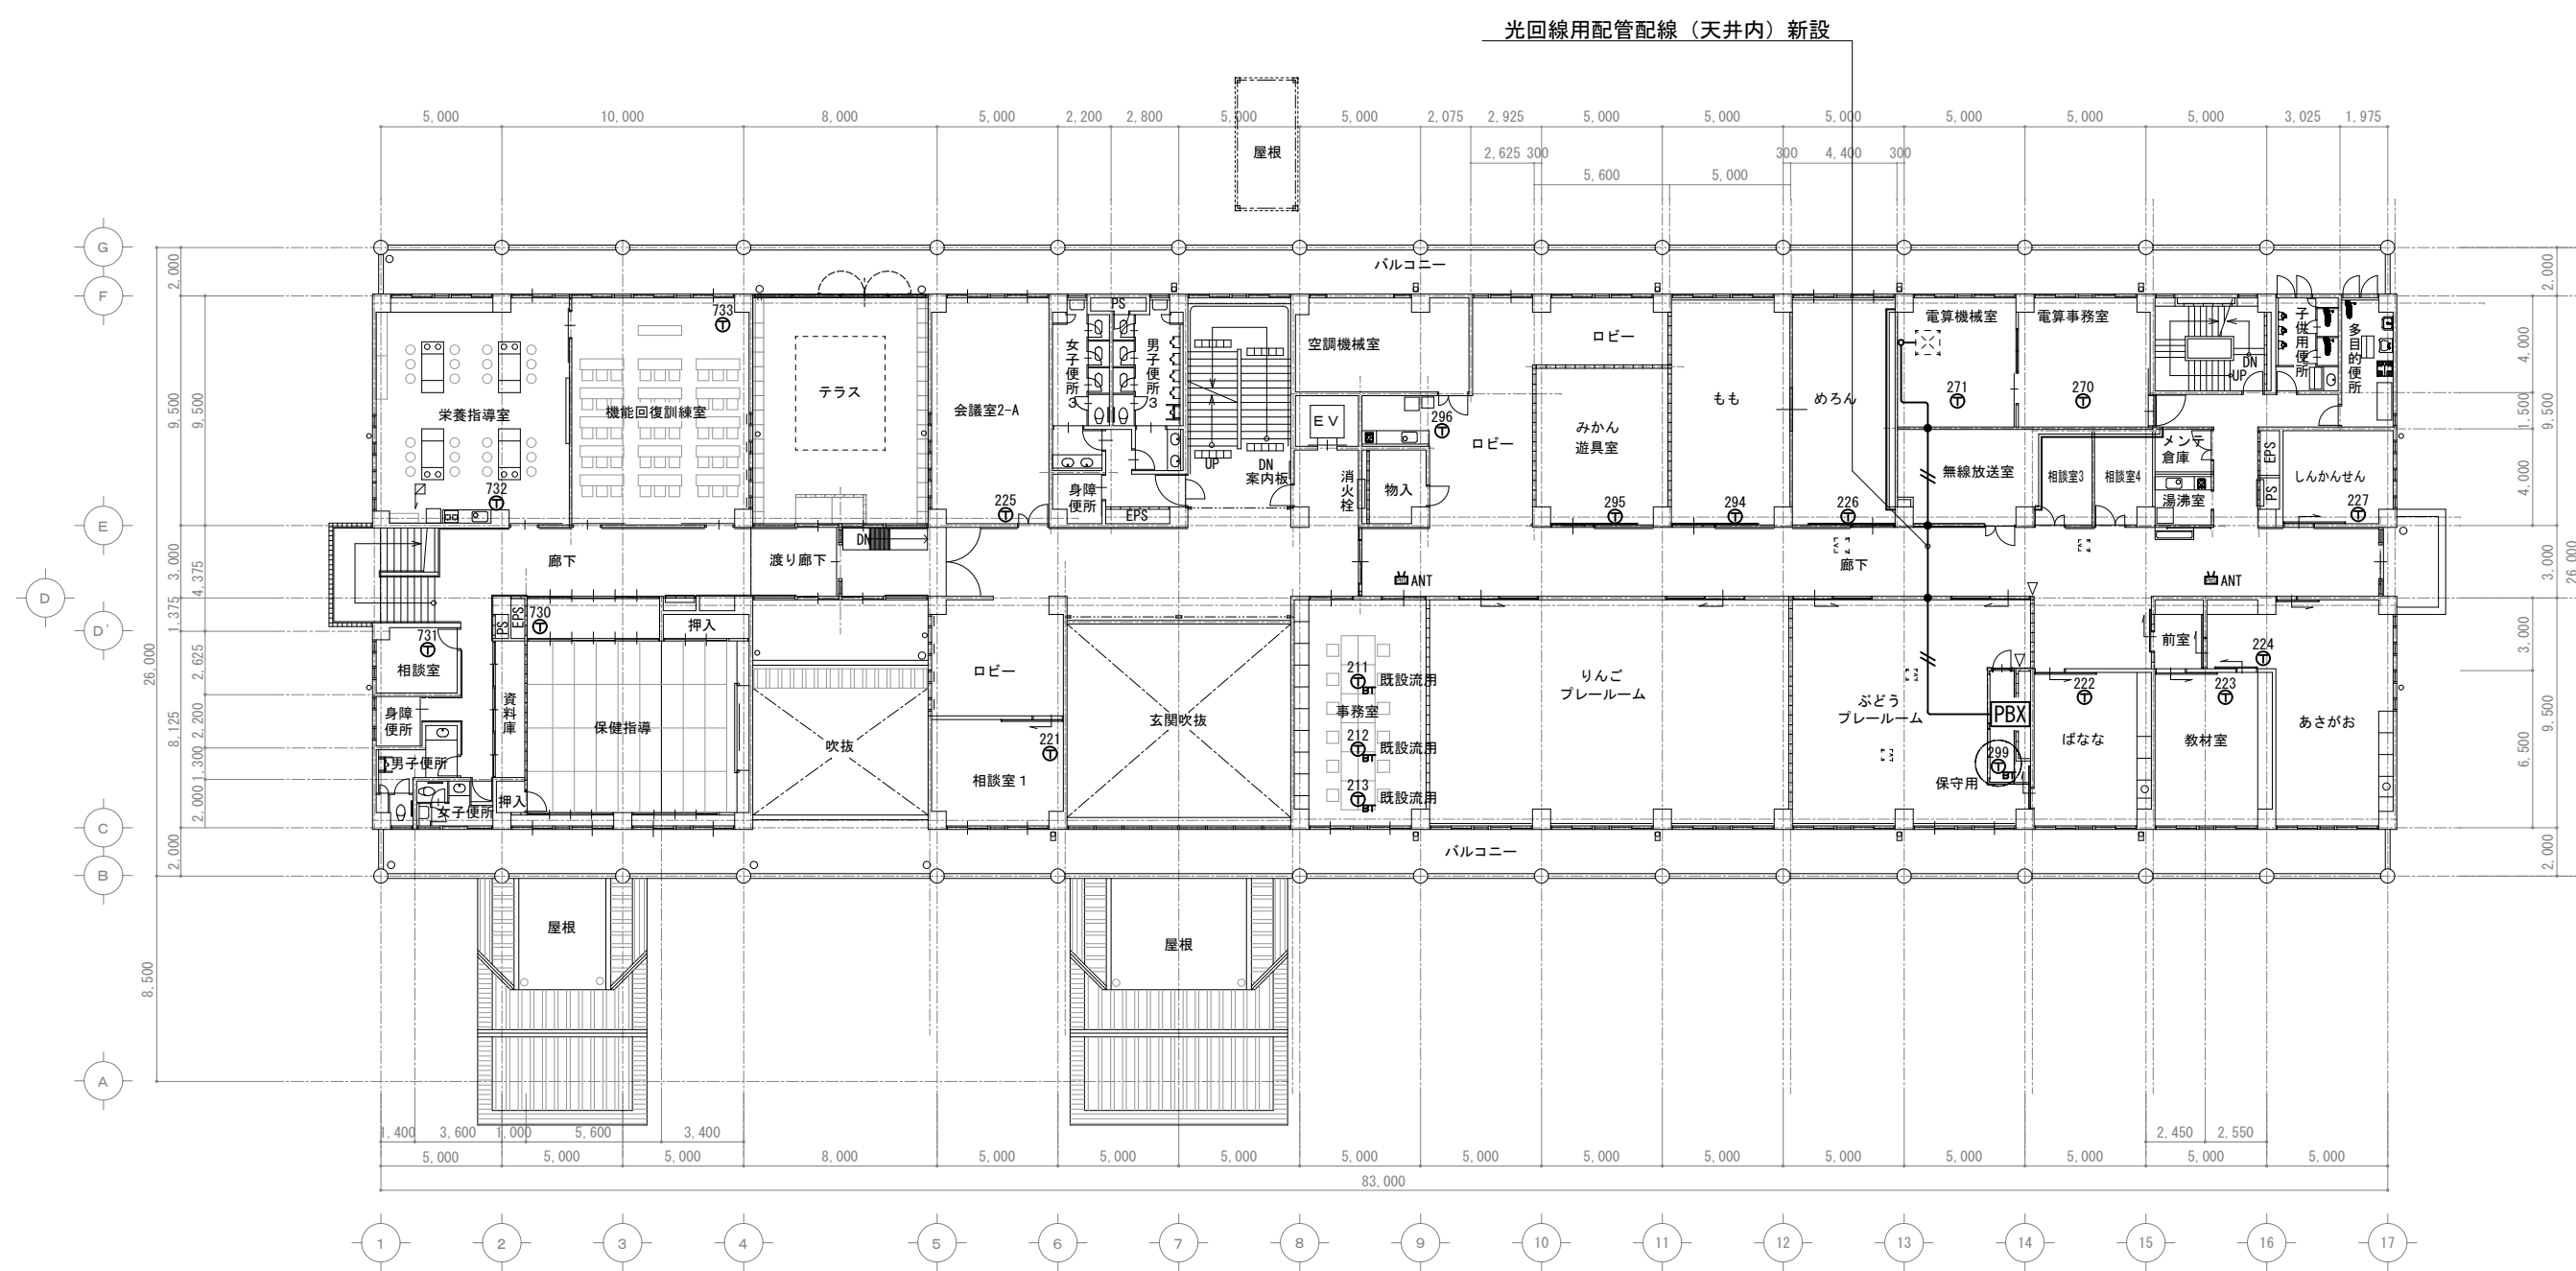 光回線用配管配線（天井内）新設
5,000 10,000 8,000 5,000 2,200 2,800 5,000 5,000 2,075 2,925 5,000 5,000 5,000 5,000 5,000 5,000 3,025 1,975
屋根
2,625 300 300 4,400 300
5,600 5,000
G
バルコニー
2,000 2,000
F
733 PS
電算機械室 電算事務室
ロビー
空調機械室
女子便所3 男子便所3
子供用便所 多目的便所
4,000 4,000
DN
UP
テラス
271 270
もも めろん
栄養指導室 機能回復訓練室 会議室2-A
9,500 9,500 1,500 9,500
EV 296
みかん
遊具室
ロビー
メンテ
倉庫
EPS
UP DN
案内板
無線放送室 相談室3 相談室4 しんかんせん
732 消火栓 物入
身障
便所
湯沸室 PS
4,000
225 295 294 226 227
EPS
E
DN
廊下 渡り廊下 廊下
3,000 4,375 3,000 26,000
ANT ANT
D
1,375
PS EPS 730 押入
D'
731
前室
相談室
224
2,625 3,000
26,000
ロビー
211 既設流用
りんご
プレールーム
222 223
資料庫
ぶどう
プレールーム
PBX
身障
便所
事務室
玄関吹抜
保健指導
吹抜
221
212 既設流用
ばなな 教材室 あさがお
2,200 8,125 6,500 9,500
299
BT
男子便所
1,300
相談室1
保守用
213 既設流用
BT BT BT
押入
女子便所
2,000
C
バルコニー
2,000 2,000
B
屋根 屋根
8,500
A
1,400 3,600 1,000 5,600 3,400 2,450 2,550
5,000 5,000 5,000 8,000 5,000 5,000 5,000 5,000 5,000 5,000 5,000 5,000 5,000 5,000 5,000 5,000
83,000
1 2 3 4 5 6 7 8 9 10 11 12 13 14 15 16 17